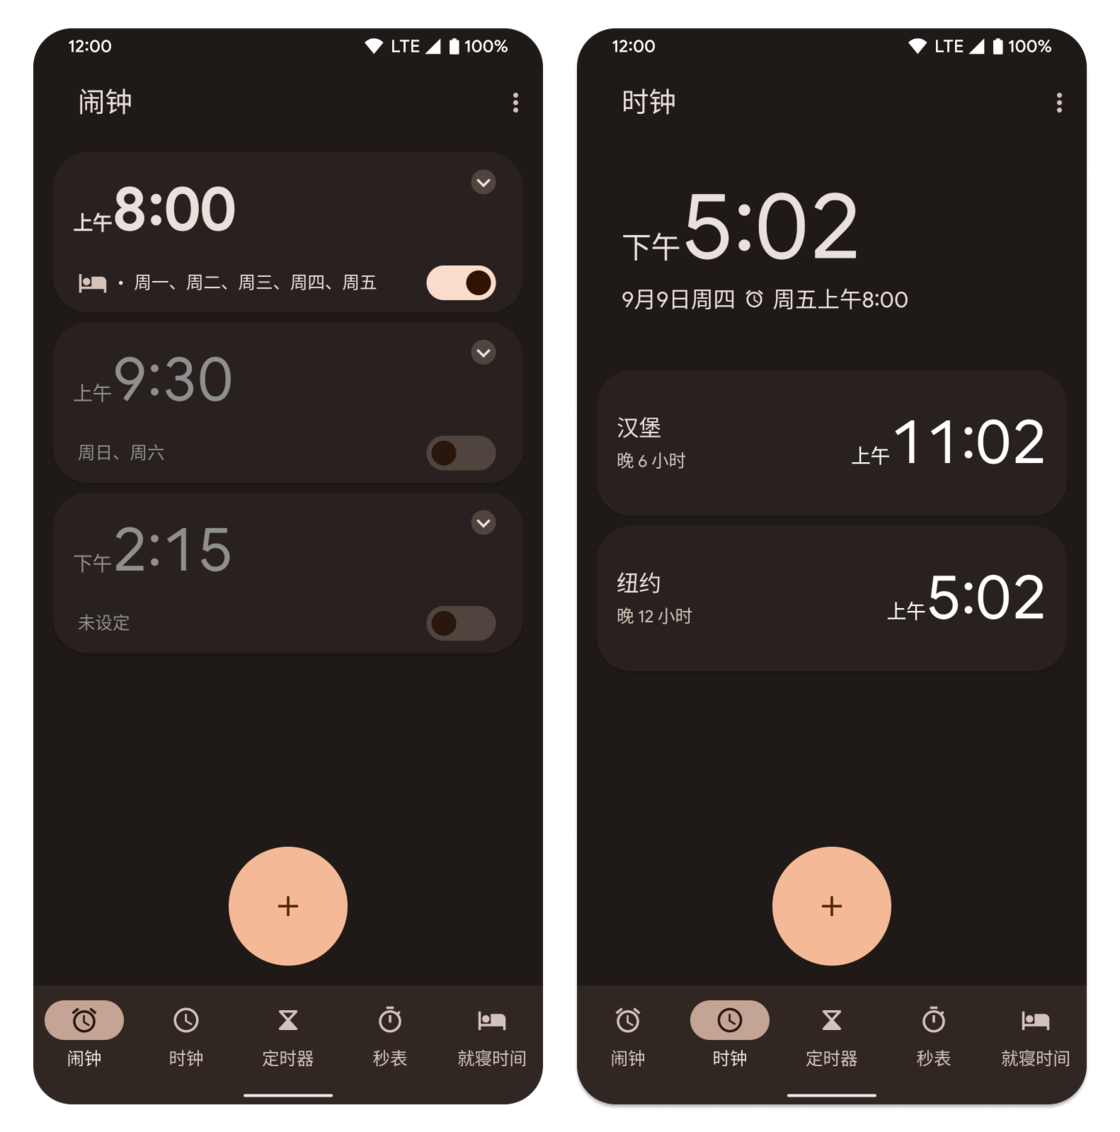 12:00 LTE 100%
闹钟
上午8:00
• 周一、周二、周三、周四、周五
上午9:30
周日、周六
下午2:15
未设定
+
闹钟 时钟 定时器 秒表 就寝时间
12:00 LTE 100%
时钟
下午5:02
9月9日周四 周五上午8:00
汉堡
晚 6 小时
上午11:02
纽约
晚 12 小时
上午5:02
+
闹钟 时钟 定时器 秒表 就寝时间